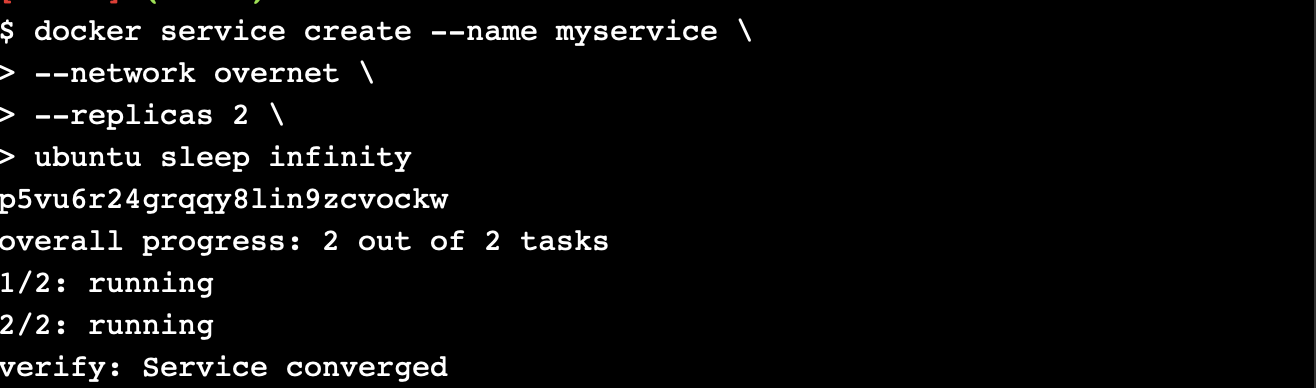 $ docker service create --name myservice \
> --network overnet \
> --replicas 2 \
> ubuntu sleep infinity
p5vu6r24grqqy8lin9zcvockw
overall progress: 2 out of 2 tasks
1/2: running
2/2: running
verify: Service converged